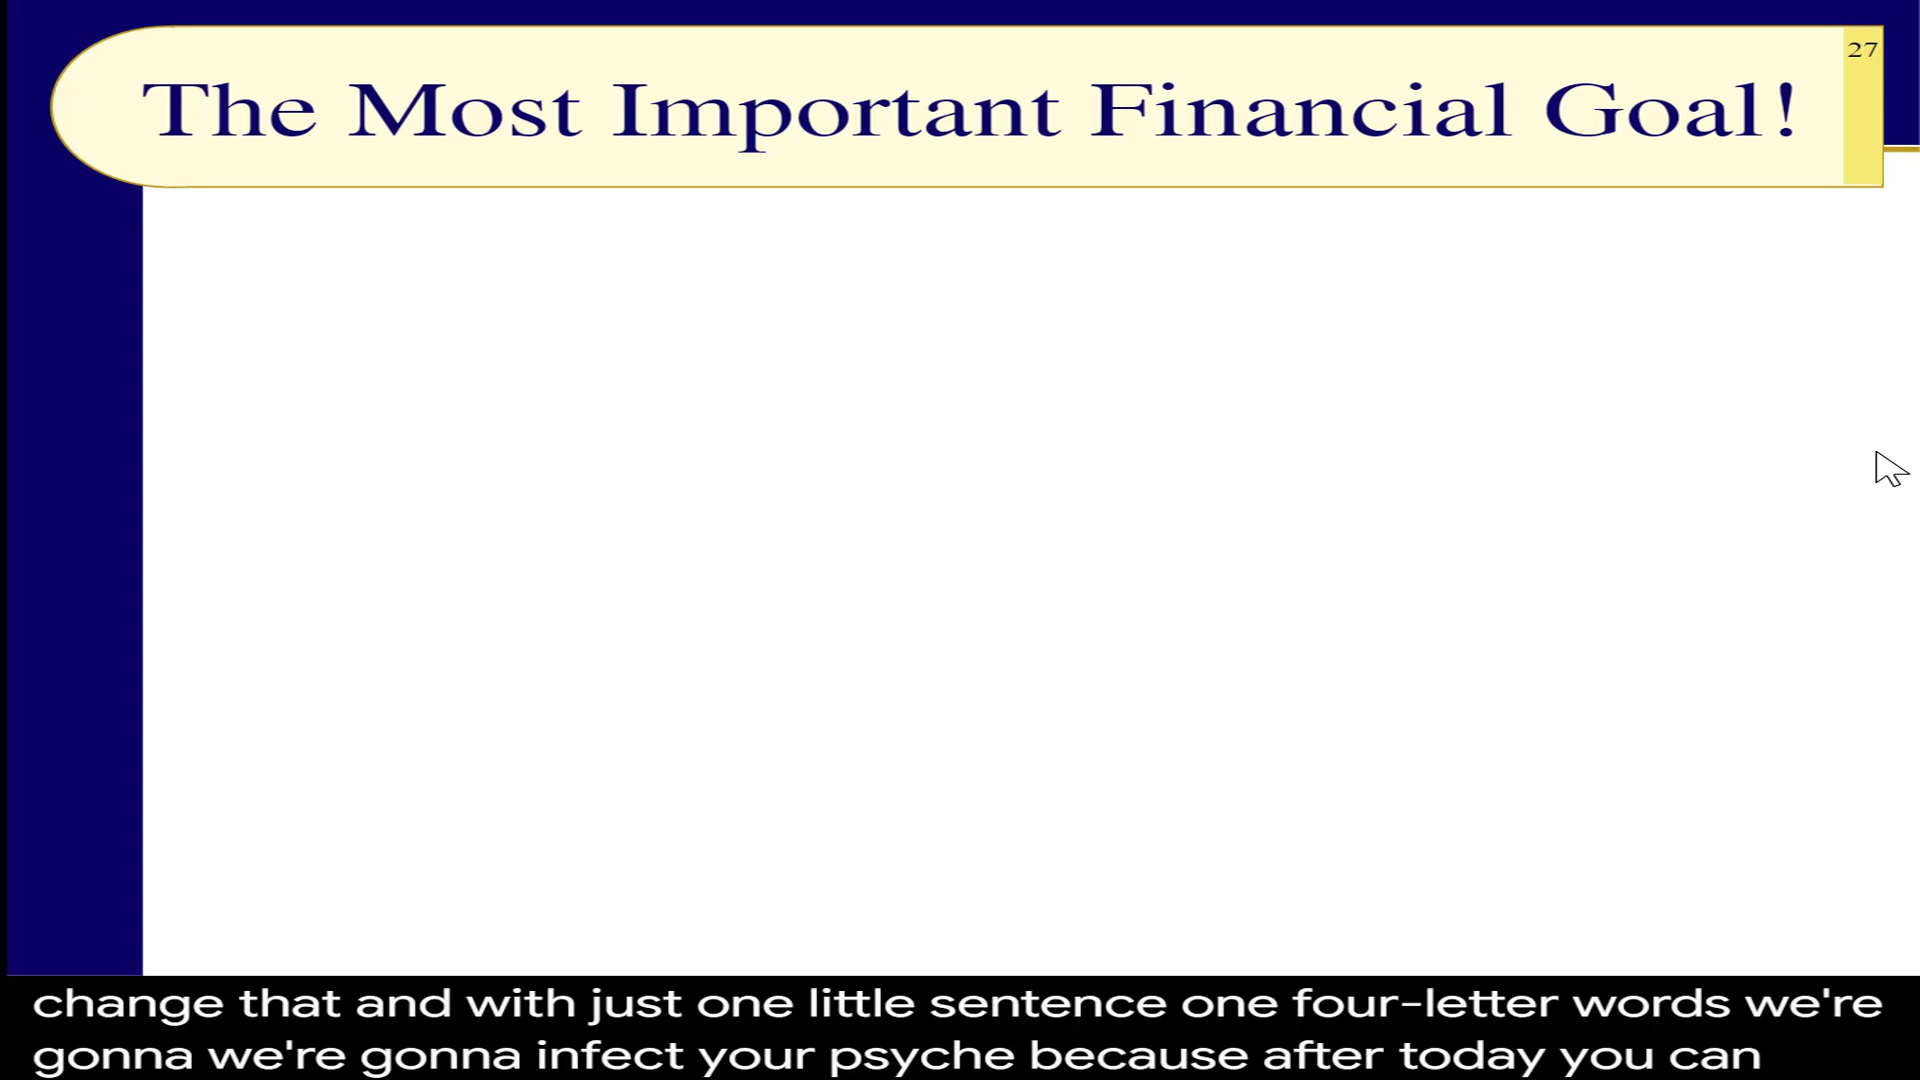 27
The Most Important Financial Goal!
change that and with just one little sentence one four-letter words we're
gonna we're gonna infect your psyche because after today you can